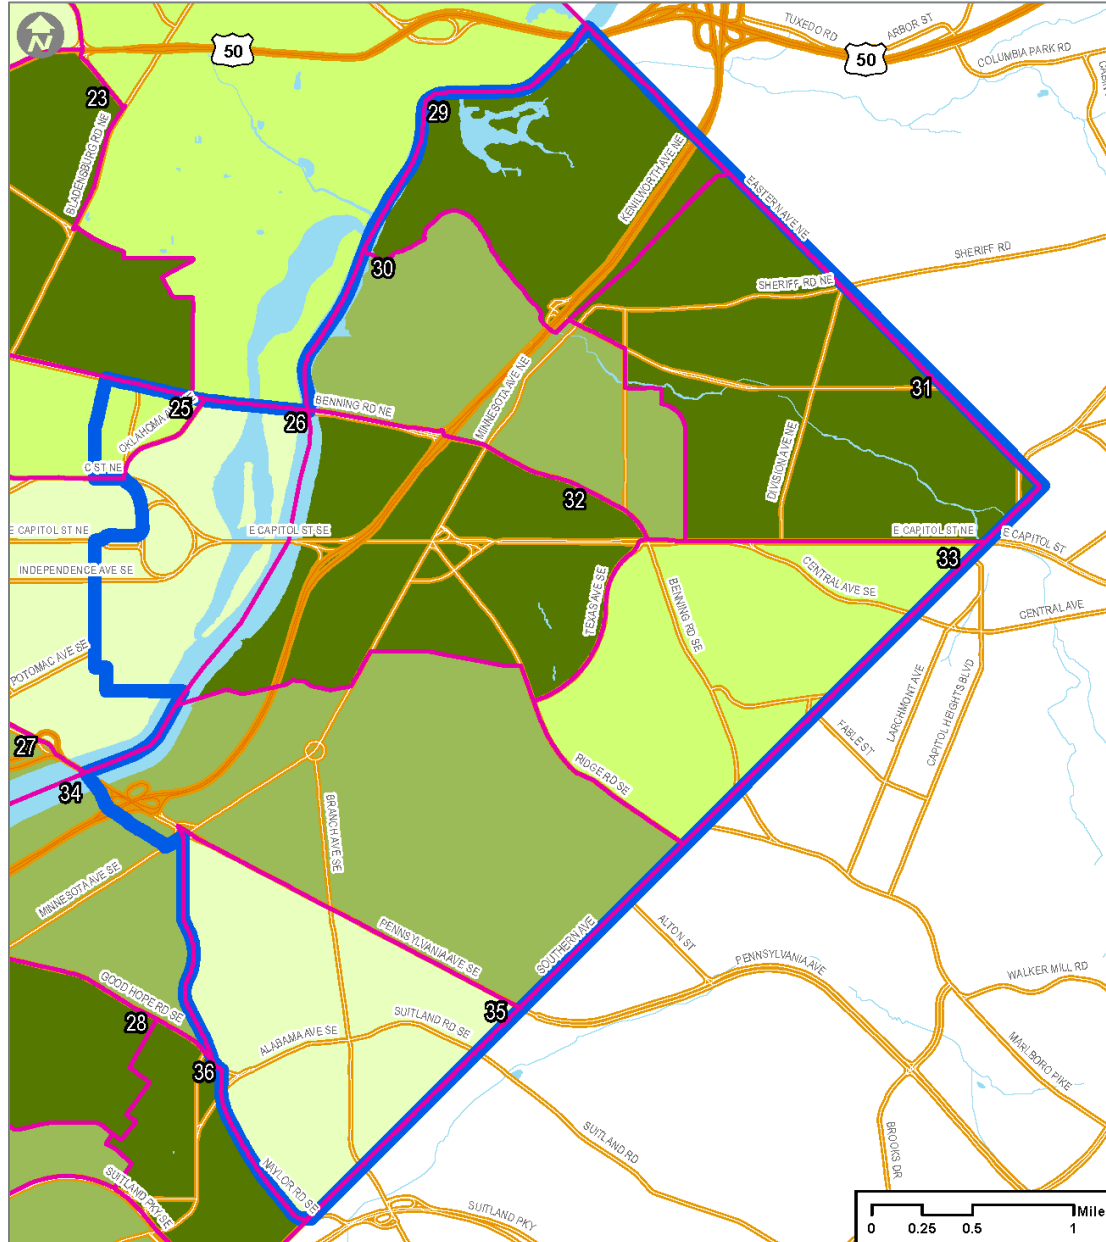 N
50
TUXEDO RD
ARBOR ST
50
COLUMBIA PARK RD
23
29
BLADENSBURG RD NE
KENILWORTH AVE NE
EASTERN AVE NE
30
SHERIFF RD
SHERIFF RD NE
MINNESOTA AVE NE
31
25
26
BENNING RD NE
C ST NE
32
DIVISION AVE NE
E CAPITOL ST NE
E CAPITOL ST SE
E CAPITOL ST NE
E CAPITOL ST
33
INDEPENDENCE AVE SE
CENTRAL AVE SE
TEXAS AVE SE
BENNING RD SE
CENTRAL AVE
POTOMAC AVE SE
LARCHMONT AVE
CAPITOL HEIGHTS BLVD
FABLE ST
27
RIDGE RD SE
34
BRANCH AVE SE
MINNESOTA AVE SE
PENNSYLVANIA AVE SE
SOUTHERN AVE
ALTON ST
PENNSYLVANIA AVE
WALKER MILL RD
GOOD HOPE RD SE
28
35
SUITLAND RD SE
ALABAMA AVE SE
MARLBORO PIKE
36
SUITLAND RD
BROOKS DR
NAYLOR RD SE
SUITLAND PKY SE
SUITLAND PKY
Mile
0 0.25 0.5 1